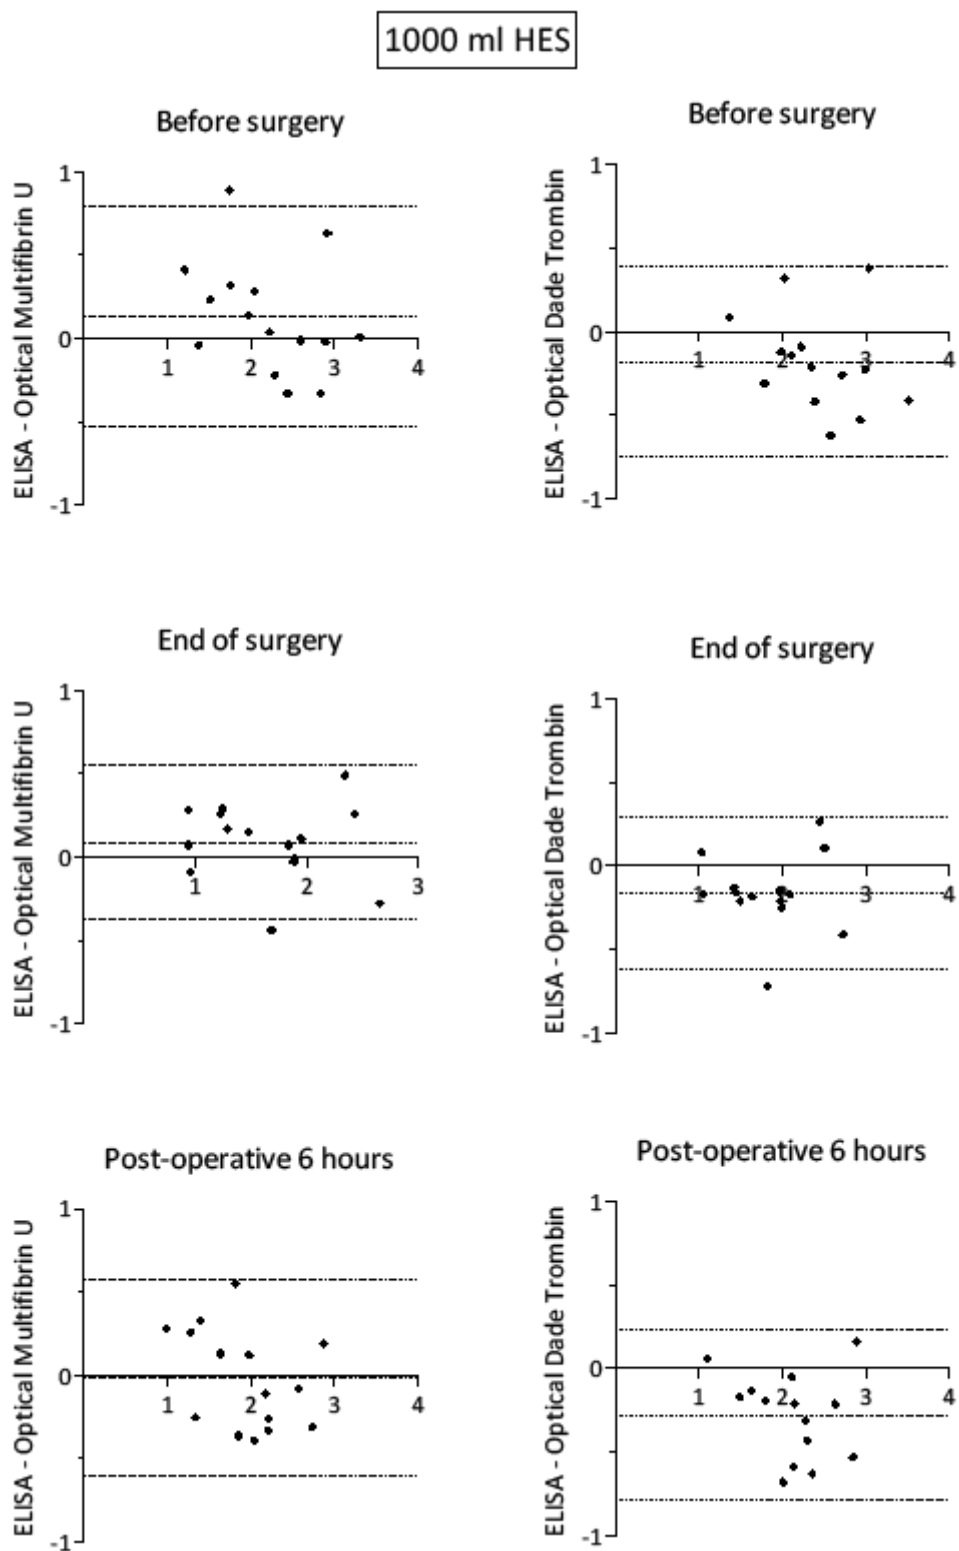 1000 ml HES
Before surgery
ELISA - Optical Multifibrin U
1
0
-1
1 2 3 4
Before surgery
ELISA - Optical Dade Trombin
1
0
-1
1 2 3 4
End of surgery
ELISA - Optical Multifibrin U
1
0
-1
1 2 3
End of surgery
ELISA - Optical Dade Trombin
1
0
-1
1 2 3 4
Post-operative 6 hours
ELISA - Optical Multifibrin U
1
0
-1
1 2 3 4
Post-operative 6 hours
ELISA - Optical Dade Trombin
1
0
-1
1 2 3 4